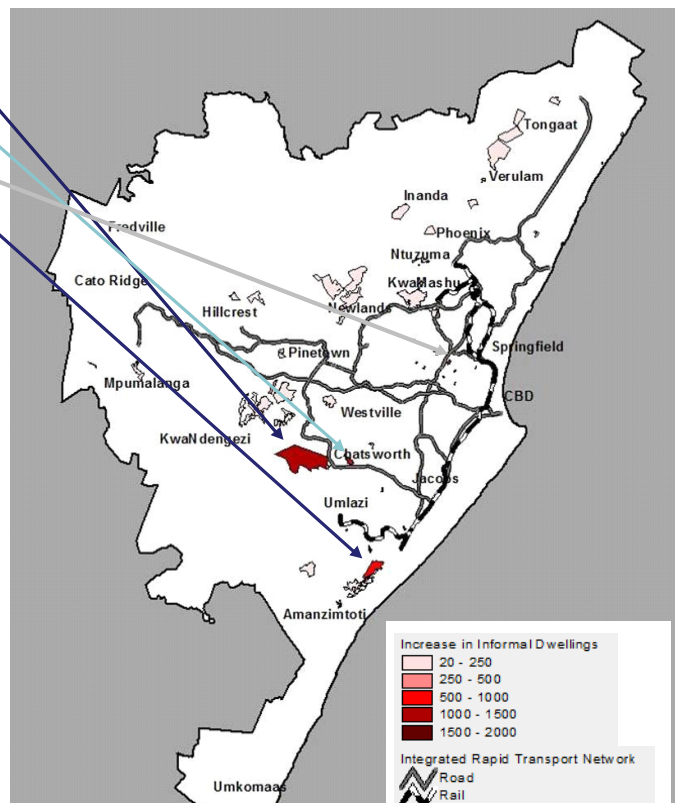 Tongaat
Verulam
Inanda
Fredville
Phoenix
Ntuzuma
Cato Ridge
KwaMashu
Hillcrest
Newlands
Pinetown
Springfield
Mpumalanga
CBD
Westville
KwaNdengezi
Chatsworth
Jacobs
Umlazi
Amanzimtoti
Umkomaas
Increase in Informal Dwellings
20 - 250
250 - 500
500 - 1000
1000 - 1500
1500 - 2000
Integrated Rapid Transport Network
Road
Rail